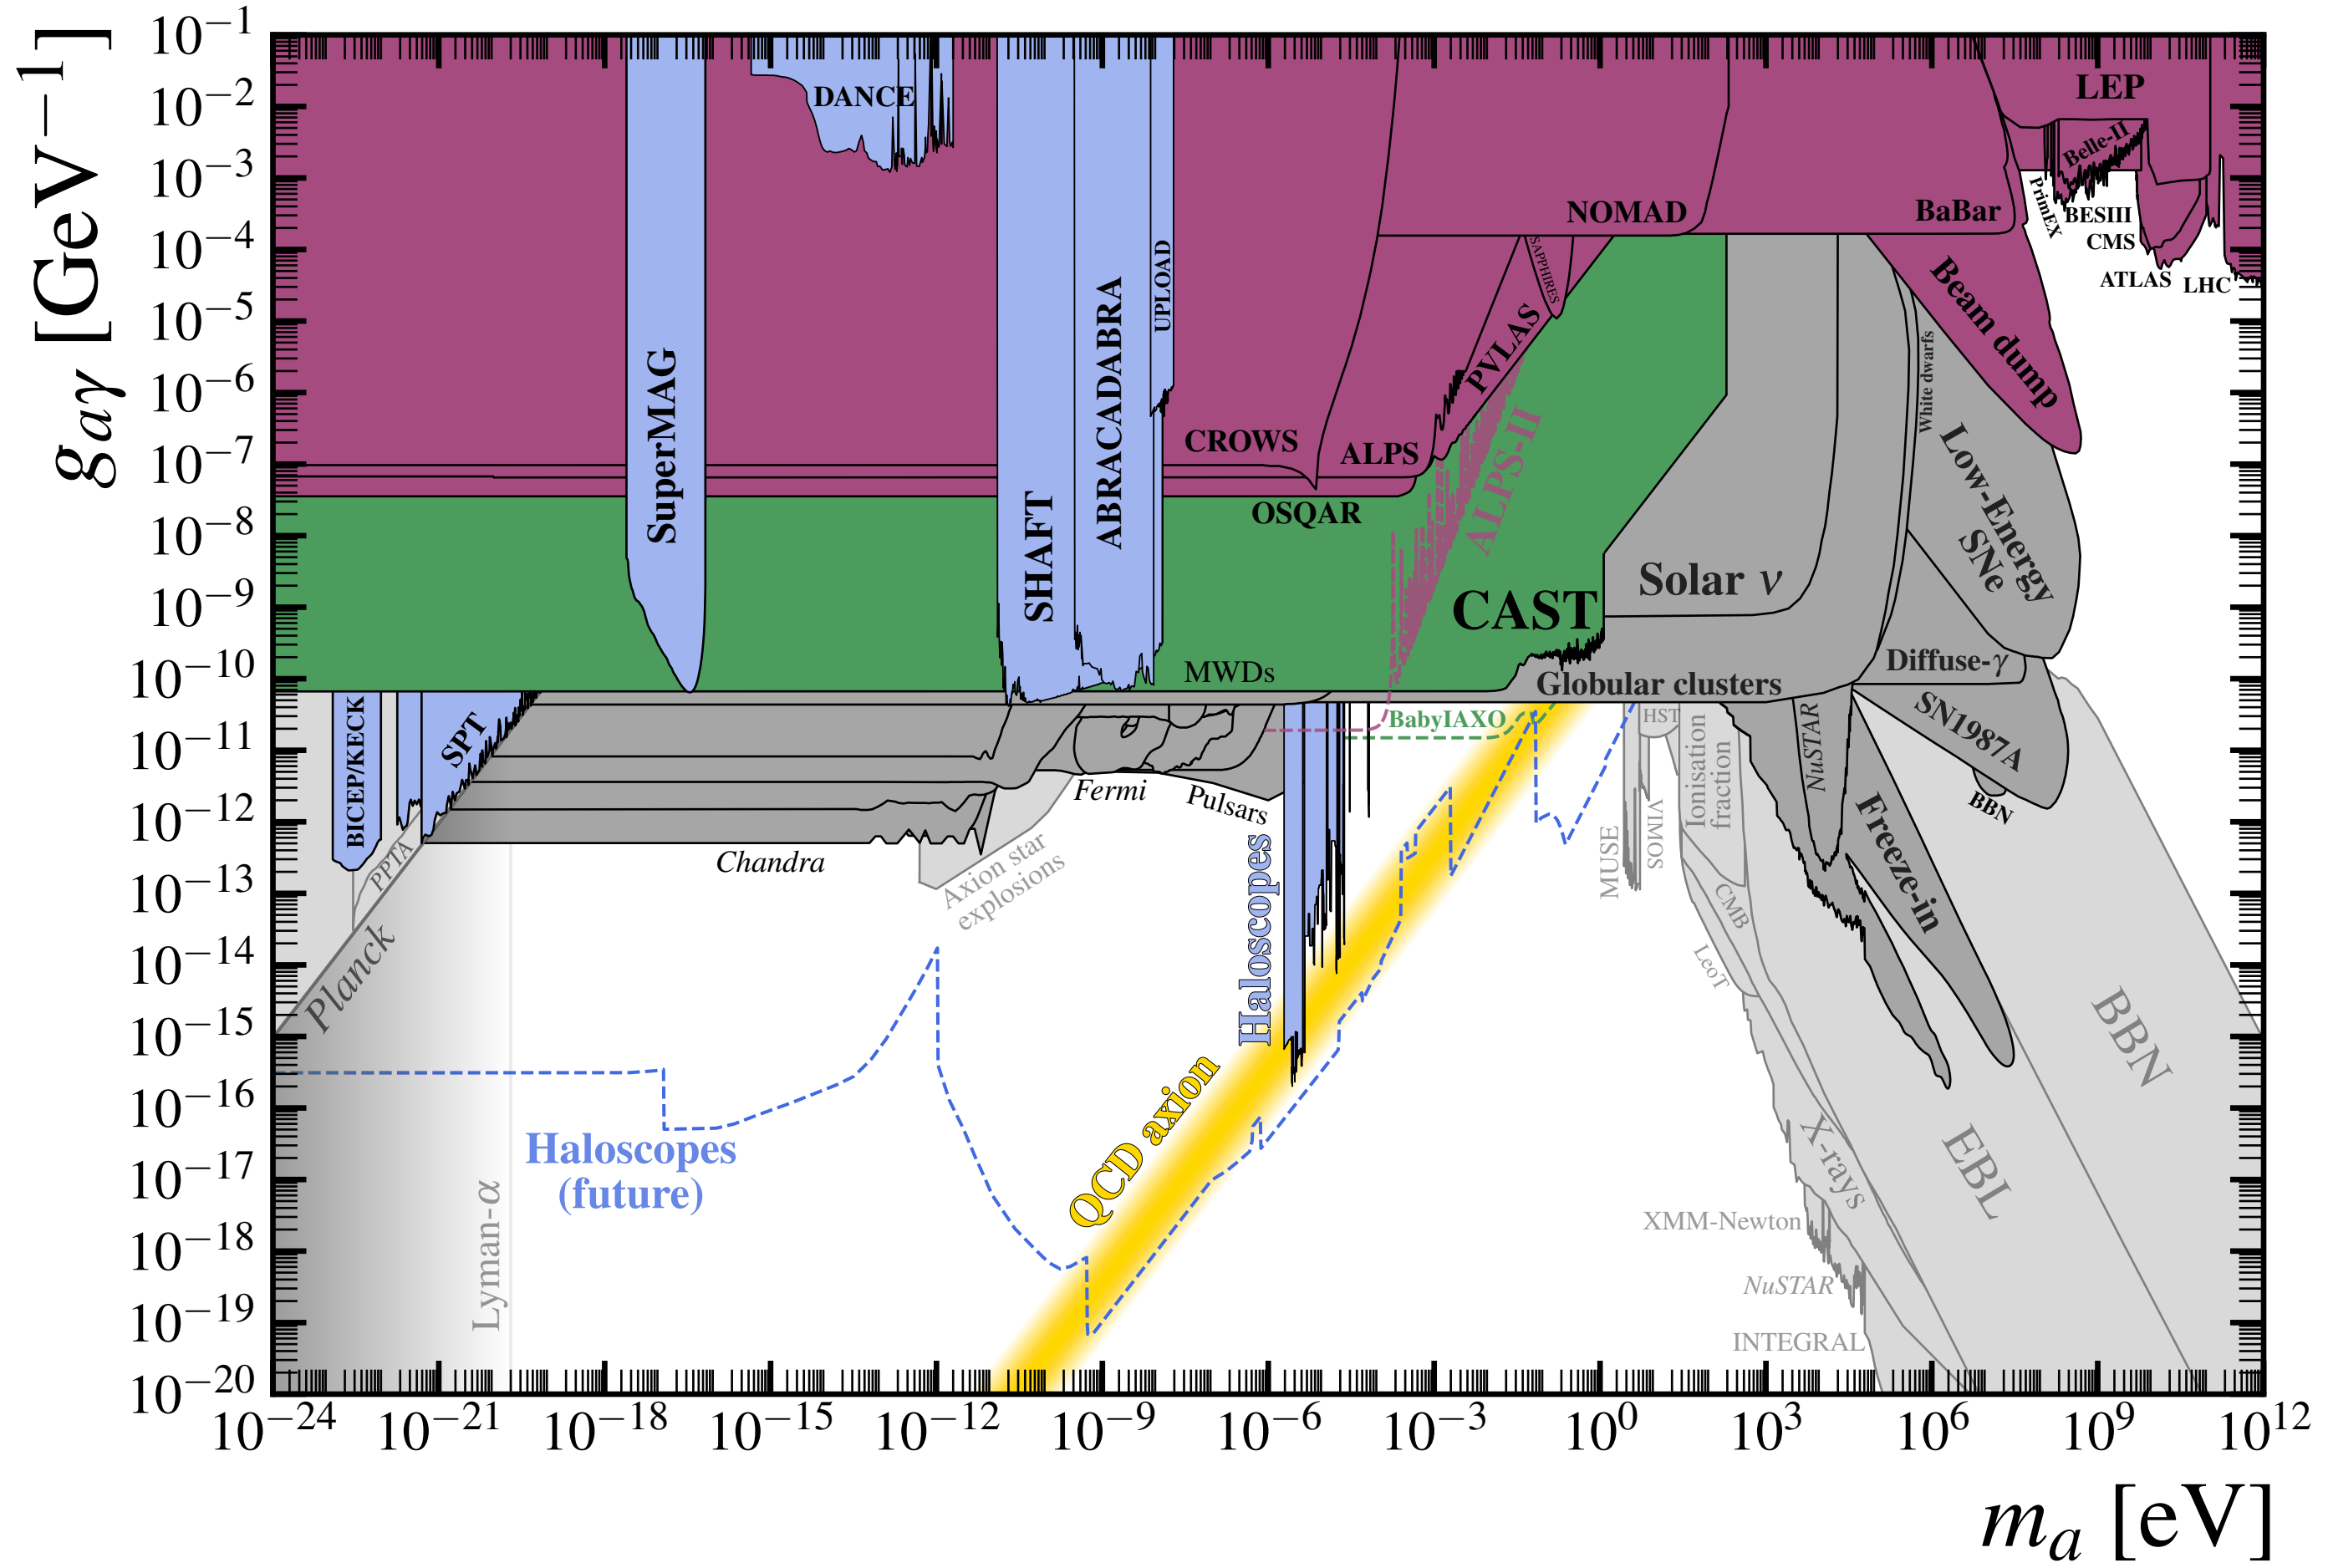 g_{aγ} [GeV^{−1}]
10^{−1}
10^{−2}
10^{−3}
10^{−4}
10^{−5}
10^{−6}
10^{−7}
10^{−8}
10^{−9}
10^{−10}
10^{−11}
10^{−12}
10^{−13}
10^{−14}
10^{−15}
10^{−16}
10^{−17}
10^{−18}
10^{−19}
10^{−20}
DANCE
LEP
Belle-II
PrimEX
BESIII
CMS
ATLAS
LHC
NOMAD
BaBar
SAPPHIRES
UPLOAD
Beam dump
SuperMAG
SHAFT
ABRACADABRA
White dwarfs
PVLAS
CROWS
ALPS
ALPS-II
OSQAR
Low-Energy
SNe
CAST
Solar ν
MWDs
Globular clusters
Diffuse-γ
BICEP/KECK
SPT
BabyIAXO
HST
Ionisation
fraction
NuSTAR
SN1987A
BBN
Fermi
Pulsars
PPTA
Chandra
Axion star
explosions
Haloscopes
MUSE
VIMOS
CMB
LeoT
Freeze-in
Planck
QCD axion
Haloscopes
(future)
Lyman-α
X-rays
EBL
BBN
XMM-Newton
NuSTAR
INTEGRAL
10^{−24}
10^{−21}
10^{−18}
10^{−15}
10^{−12}
10^{−9}
10^{−6}
10^{−3}
10^{0}
10^{3}
10^{6}
10^{9}
10^{12}
m_a [eV]